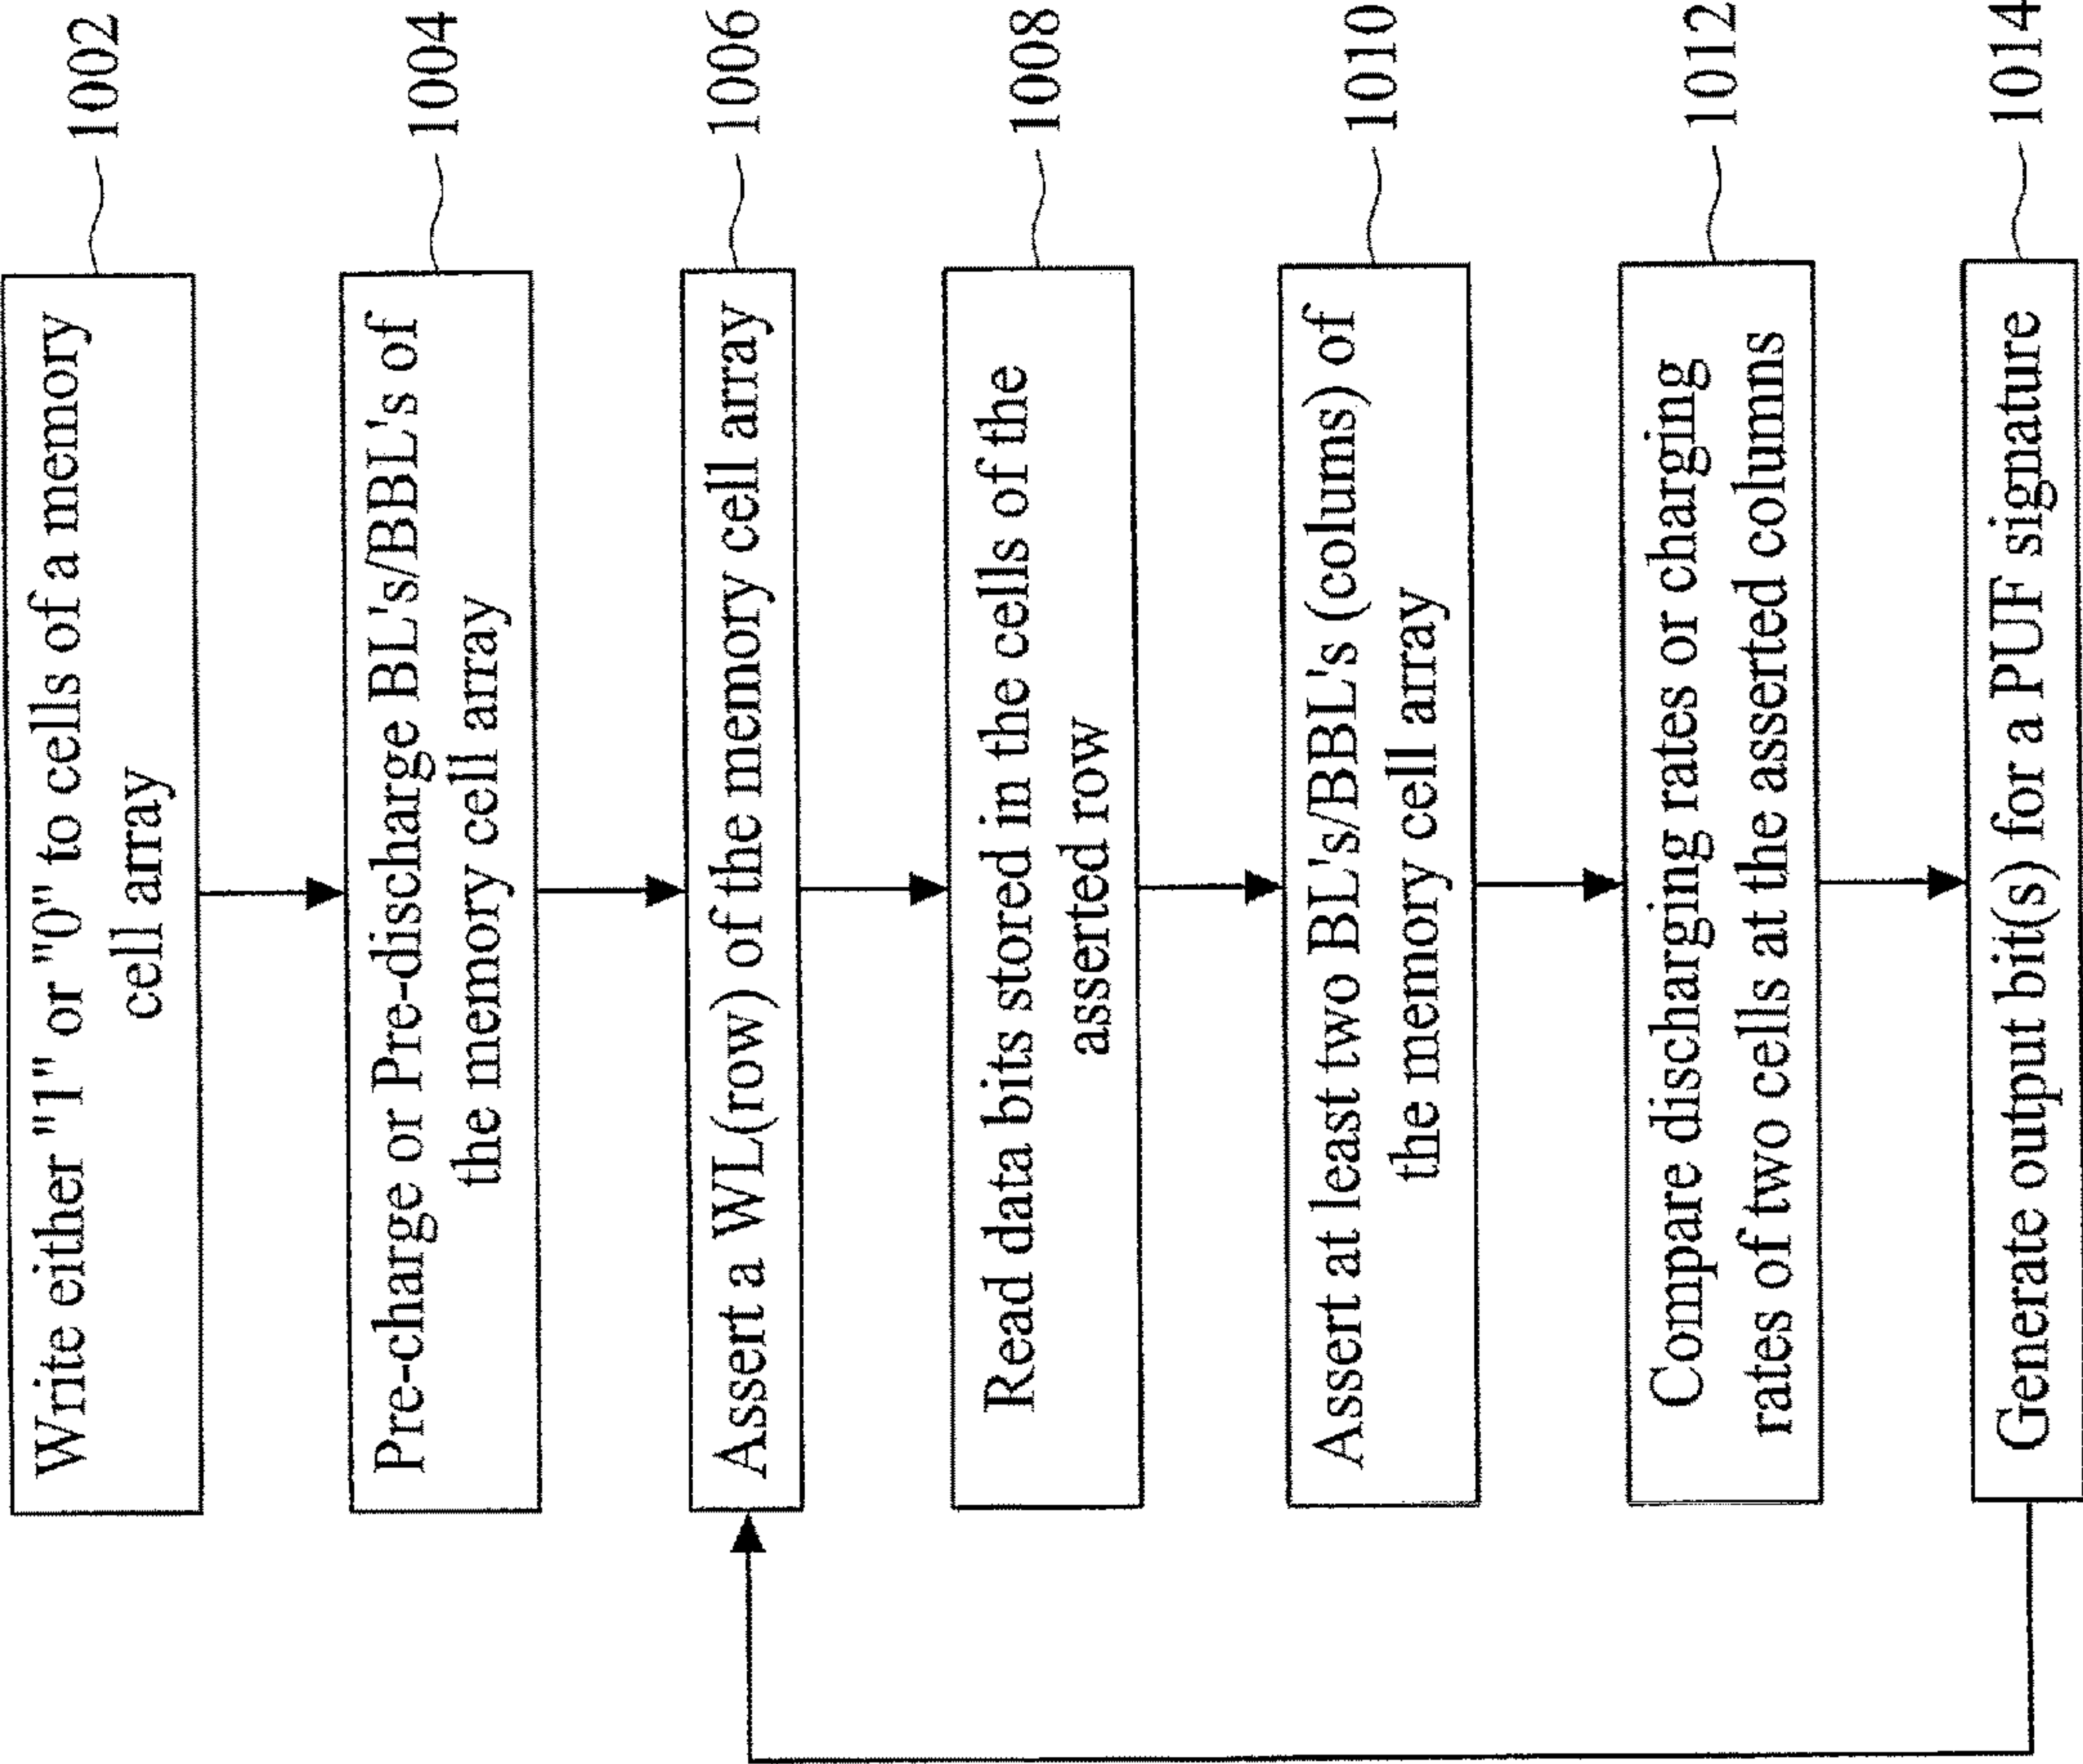 Write either "1" or "0" to cells of a memory
cell array
1002
Pre-charge or Pre-discharge BL's/BBL's of
the memory cell array
1004
Assert a WL(row) of the memory cell array
1006
Read data bits stored in the cells of the
asserted row
1008
Assert at least two BL's/BBL's (colums) of
the memory cell array
1010
Compare discharging rates or charging
rates of two cells at the asserted columns
1012
Generate output bit(s) for a PUF signature
1014